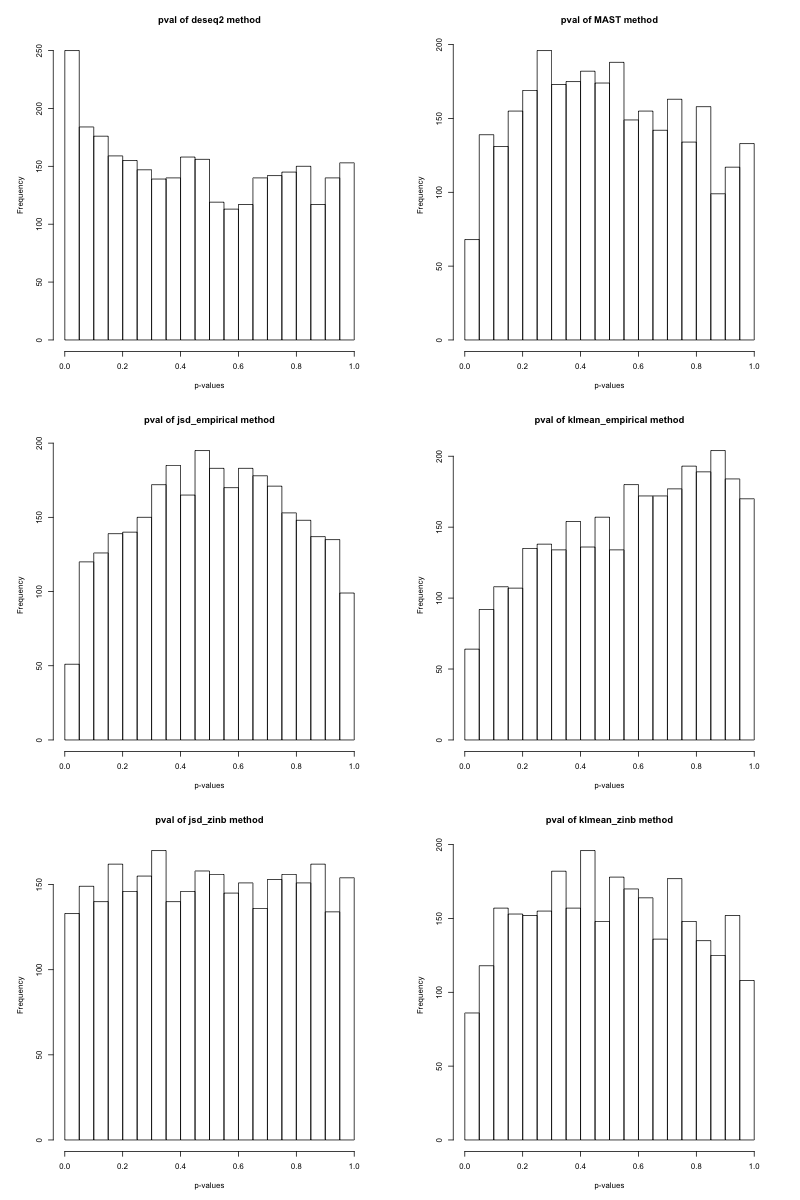 pval of deseq2 method
Frequency
250
200
150
100
50
0
0.0 0.2 0.4 0.6 0.8 1.0
p-values
pval of MAST method
Frequency
200
150
100
50
0
0.0 0.2 0.4 0.6 0.8 1.0
p-values
pval of jsd_empirical method
Frequency
200
150
100
50
0
0.0 0.2 0.4 0.6 0.8 1.0
p-values
pval of klmean_empirical method
Frequency
200
150
100
50
0
0.0 0.2 0.4 0.6 0.8 1.0
p-values
pval of jsd_zinb method
Frequency
150
100
50
0
0.0 0.2 0.4 0.6 0.8 1.0
p-values
pval of klmean_zinb method
Frequency
200
150
100
50
0
0.0 0.2 0.4 0.6 0.8 1.0
p-values